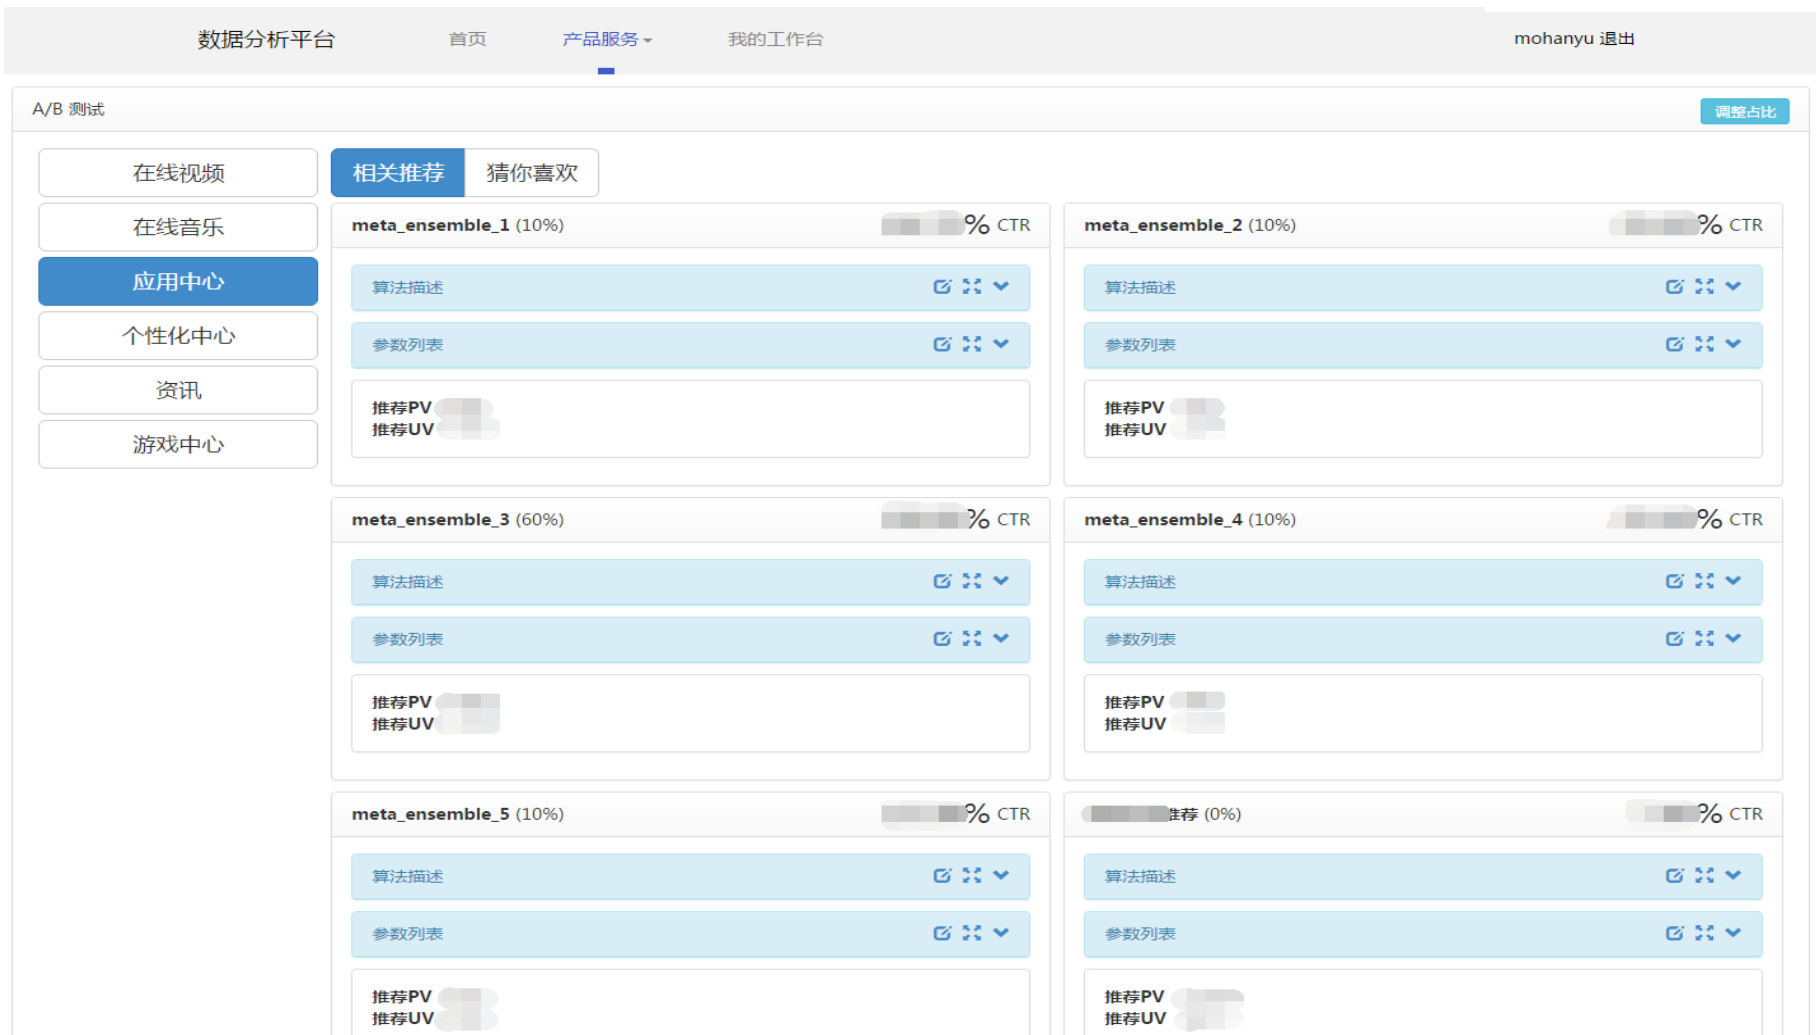 数据分析平台 首页 产品服务 我的工作台 mohanyu 退出
A/B 测试 调整占比
在线视频
在线音乐
应用中心
个性化中心
资讯
游戏中心
相关推荐 猜你喜欢
meta_ensemble_1 (10%) % CTR
算法描述
参数列表
推荐PV
推荐UV
meta_ensemble_2 (10%) % CTR
算法描述
参数列表
推荐PV
推荐UV
meta_ensemble_3 (60%) % CTR
算法描述
参数列表
推荐PV
推荐UV
meta_ensemble_4 (10%) % CTR
算法描述
参数列表
推荐PV
推荐UV
meta_ensemble_5 (10%) % CTR
算法描述
参数列表
推荐PV
推荐UV
推荐 (0%) % CTR
算法描述
参数列表
推荐PV
推荐UV